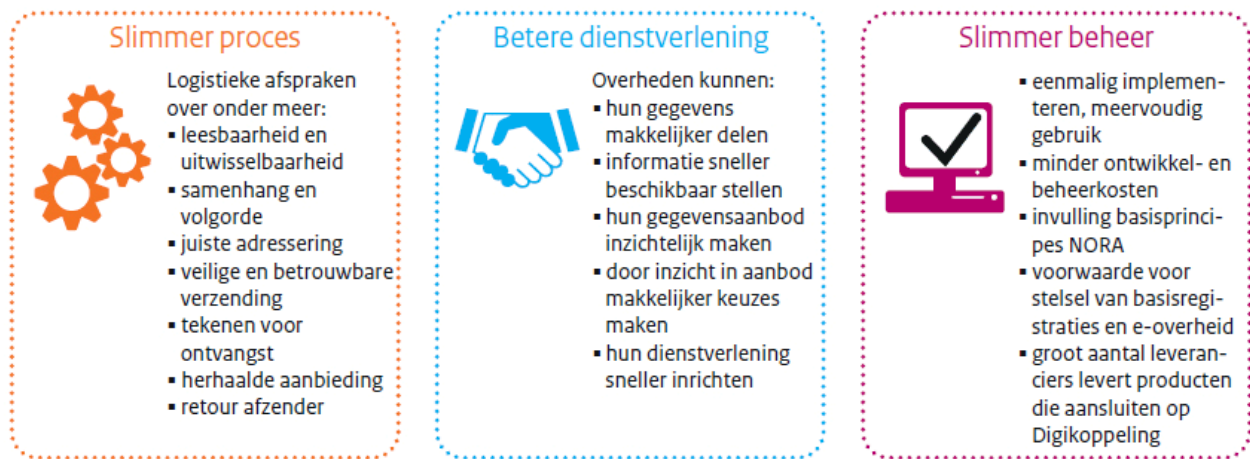 Slimmer proces
Logistieke afspraken
over onder meer:
▪ leesbaarheid en
uitwisselbaarheid
▪ samenhang en
volgorde
▪ juiste adressering
▪ veilige en betrouwbare
verzending
▪ tekenen voor
ontvangst
▪ herhaalde aanbieding
▪ retour afzender
Betere dienstverlening
Overheden kunnen:
▪ hun gegevens
makkelijker delen
▪ informatie sneller
beschikbaar stellen
▪ hun gegevensaanbod
inzichtelijk maken
▪ door inzicht in aanbod
makkelijker keuzes
maken
▪ hun dienstverlening
sneller inrichten
Slimmer beheer
▪ eenmalig implemen-
teren, meervoudig
gebruik
▪ minder ontwikkel- en
beheerkosten
▪ invulling basisprinci-
pes NORA
▪ voorwaarde voor
stelsel van basisregi-
straties en e-overheid
▪ groot aantal leveran-
ciers levert producten
die aansluiten op
Digikoppeling